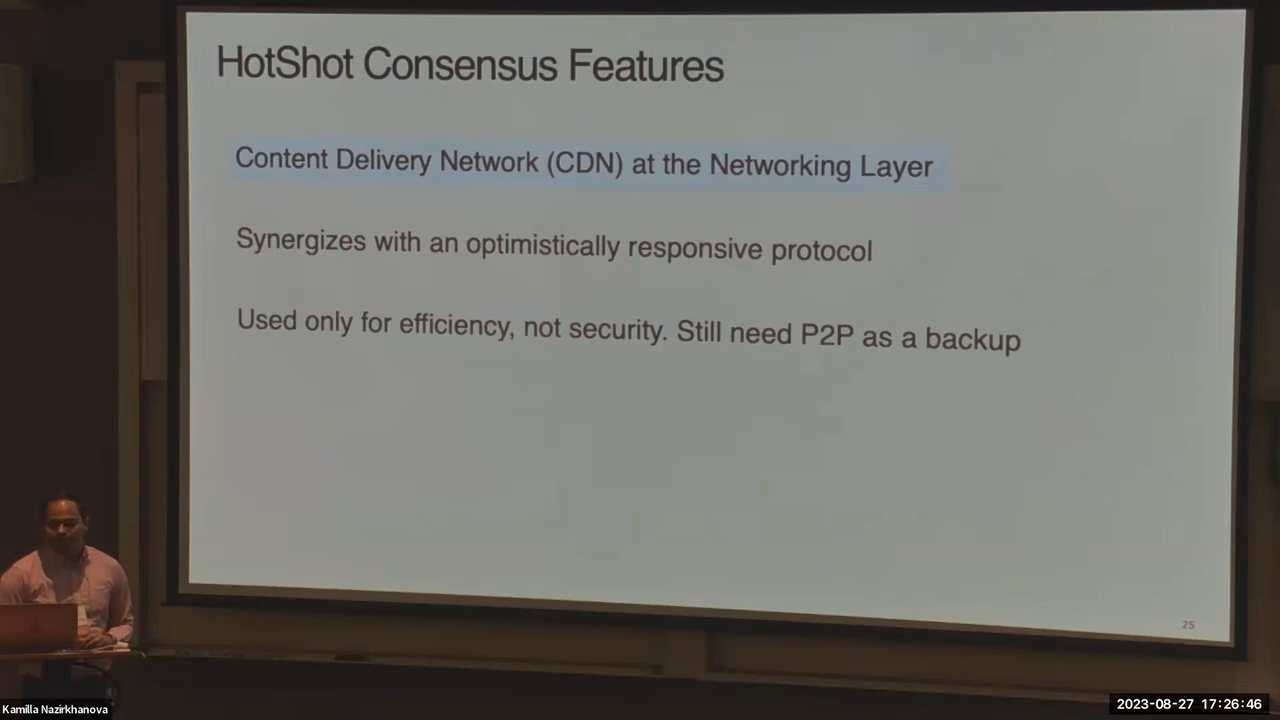 HotShot Consensus Features
Content Delivery Network (CDN) at the Networking Layer
Synergizes with an optimistically responsive protocol
Used only for efficiency, not security. Still need P2P as a backup
25
Kamilla Nazirkhanova
2023-08-27 17:26:46